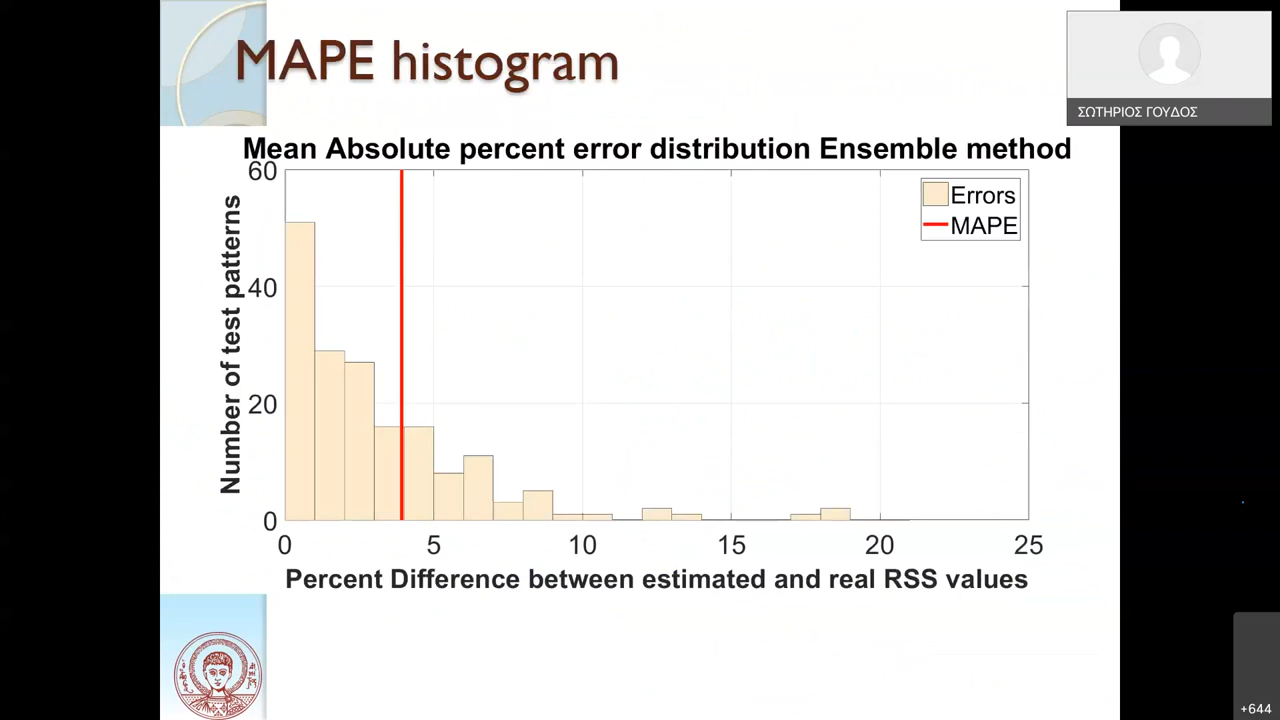 MAPE histogram
ΣΩΤΗΡΙΟΣ ΓΟΥΔΟΣ
Mean Absolute percent error distribution Ensemble method
60
40
20
0
Number of test patterns
Errors
MAPE
0 5 10 15 20 25
Percent Difference between estimated and real RSS values
+644